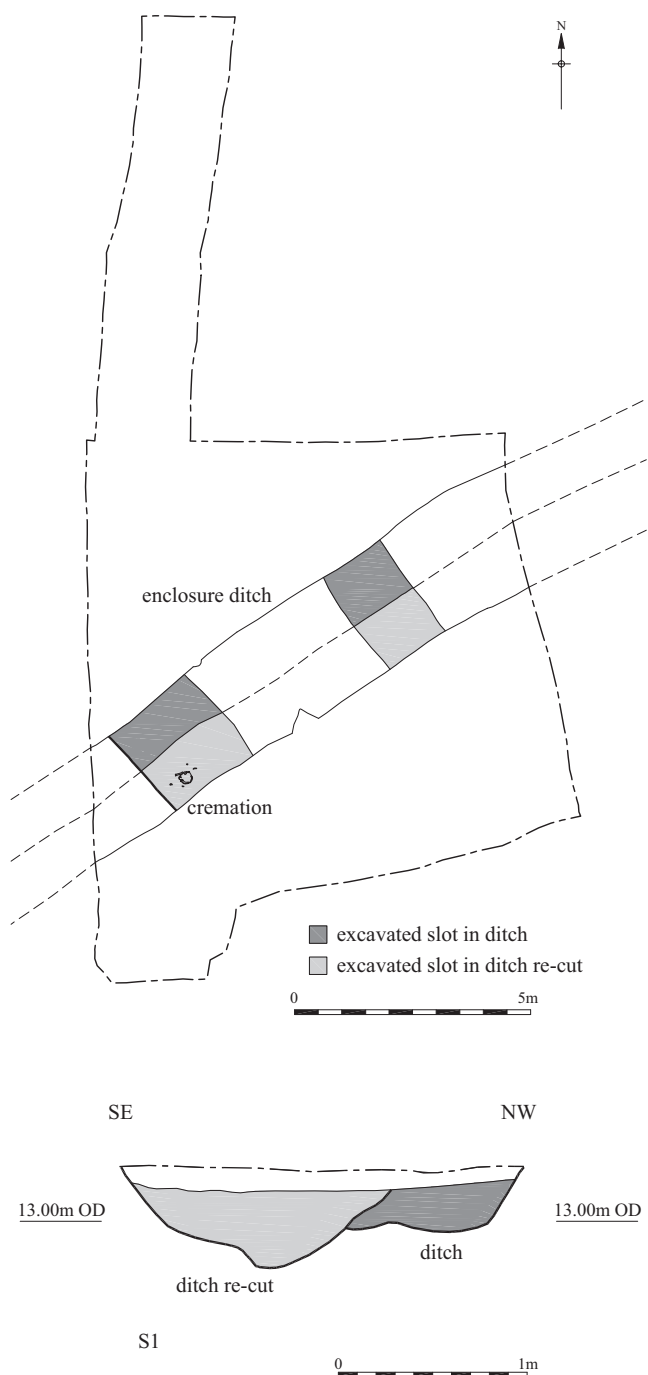 N
enclosure ditch
cremation
excavated slot in ditch
excavated slot in ditch re-cut
0 5m
SE NW
13.00m OD 13.00m OD
ditch
ditch re-cut
S1
0 1m